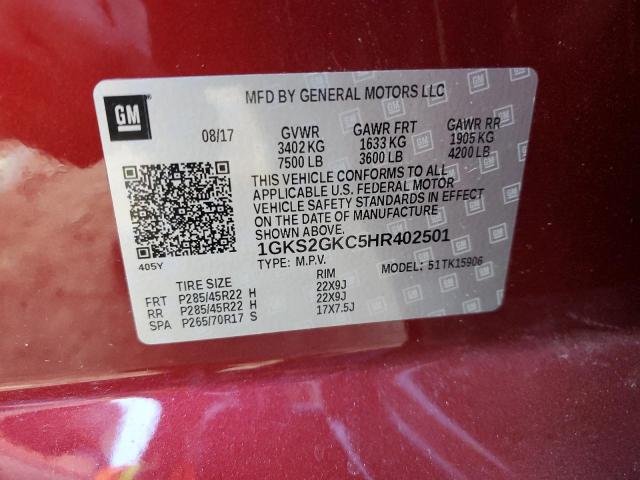 MFD BY GENERAL MOTORS LLC
GM
08/17 GVWR GAWR FRT GAWR RR
3402 KG 1633 KG 1905 KG
7500 LB 3600 LB 4200 LB
THIS VEHICLE CONFORMS TO ALL
APPLICABLE U.S. FEDERAL MOTOR
VEHICLE SAFETY STANDARDS IN EFFECT
ON THE DATE OF MANUFACTURE
SHOWN ABOVE.
1GKS2GKC5HR402501
405Y
TYPE: M.P.V. MODEL: 51TK15906
TIRE SIZE RIM
FRT P285/45R22 H 22X9J
RR P285/45R22 H 22X9J
SPA P265/70R17 S 17X7.5J